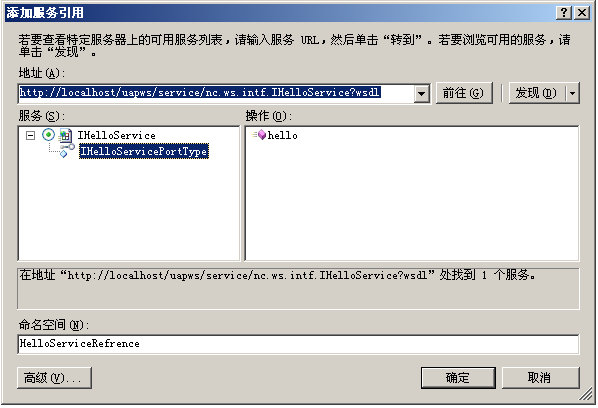 添加服务引用
若要查看特定服务器上的可用服务列表,请输入服务 URL,然后单击“转到”。若要浏览可用的服务,请
单击“发现”。
地址(A):
http://localhost/uapws/service/nc.ws.intf.IHelloService?wsdl
前往(G)
发现(D)
服务(S):
操作(O):
IHelloService
hello
IHelloServicePortType
在地址“http://localhost/uapws/service/nc.ws.intf.IHelloService?wsdl”处找到 1 个服务。
命名空间(N):
HelloServiceRefrence
高级(V)...
确定
取消